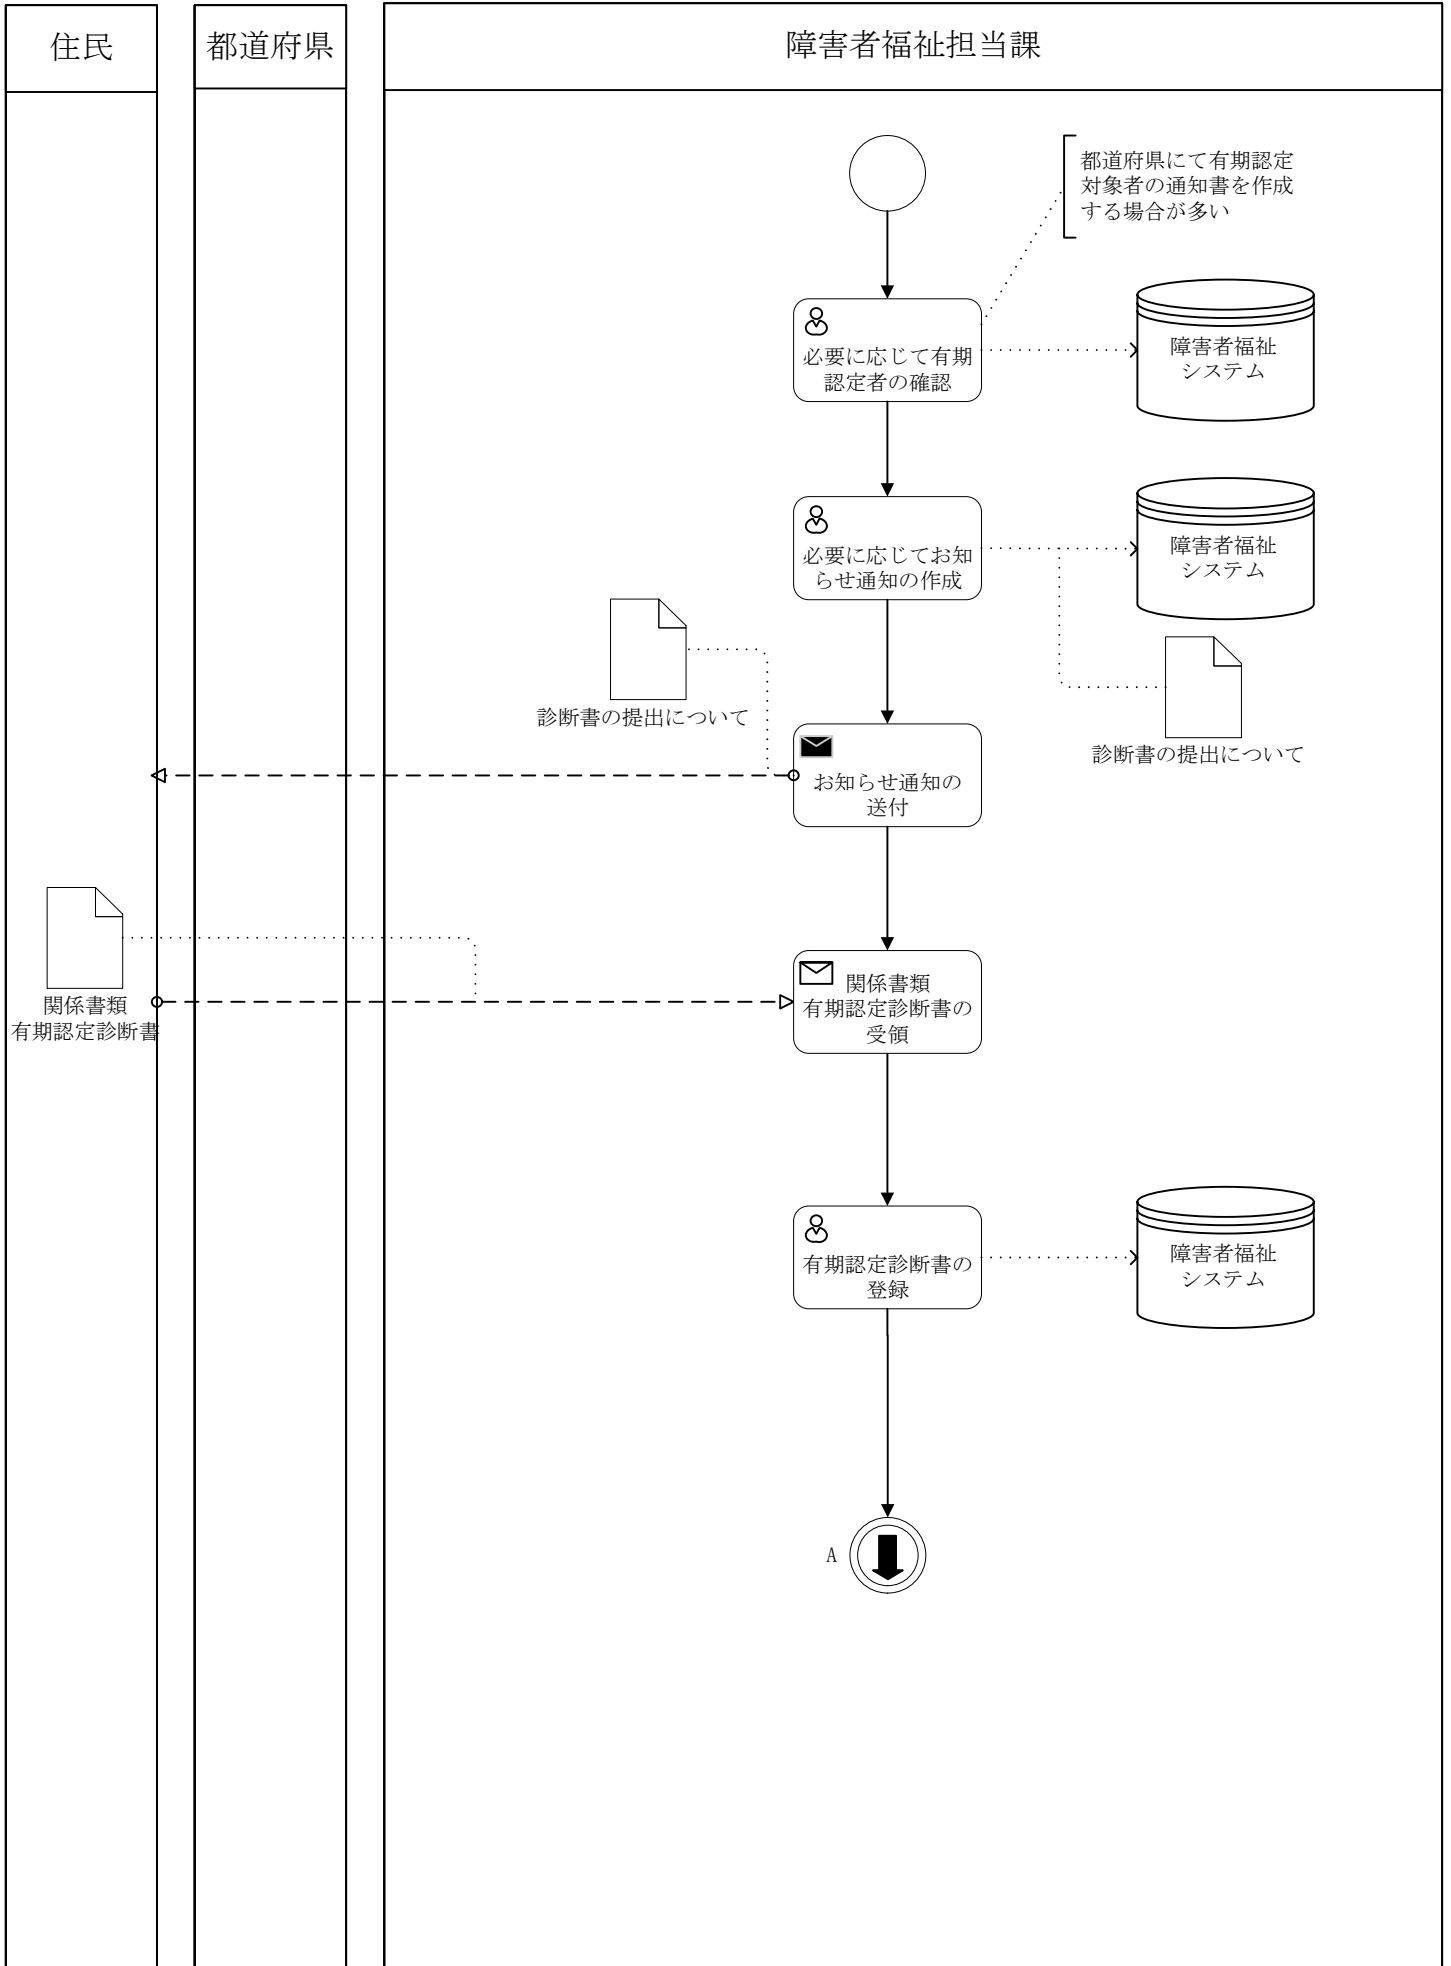 住民
都道府県
障害者福祉担当課
都道府県にて有期認定
対象者の通知書を作成
する場合が多い
必要に応じて有期
認定者の確認
障害者福祉
システム
必要に応じてお知
らせ通知の作成
障害者福祉
システム
診断書の提出について
診断書の提出について
お知らせ通知の
送付
関係書類
有期認定診断書
関係書類
有期認定診断書の
受領
有期認定診断書の
登録
障害者福祉
システム
A